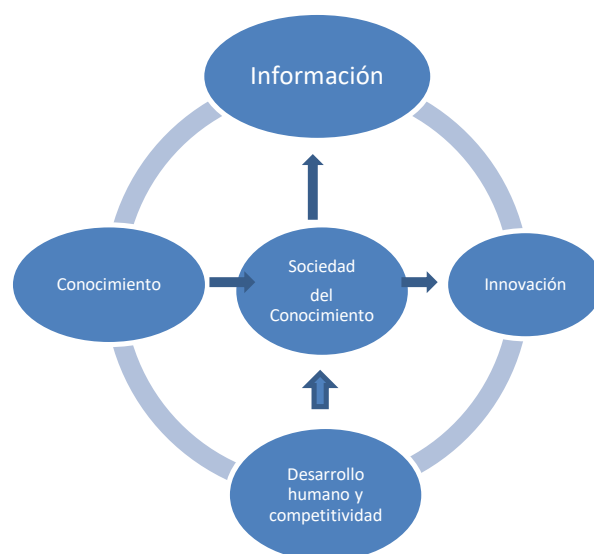 Información
Conocimiento
Sociedad
del
Conocimiento
Innovación
Desarrollo
humano y
competitividad